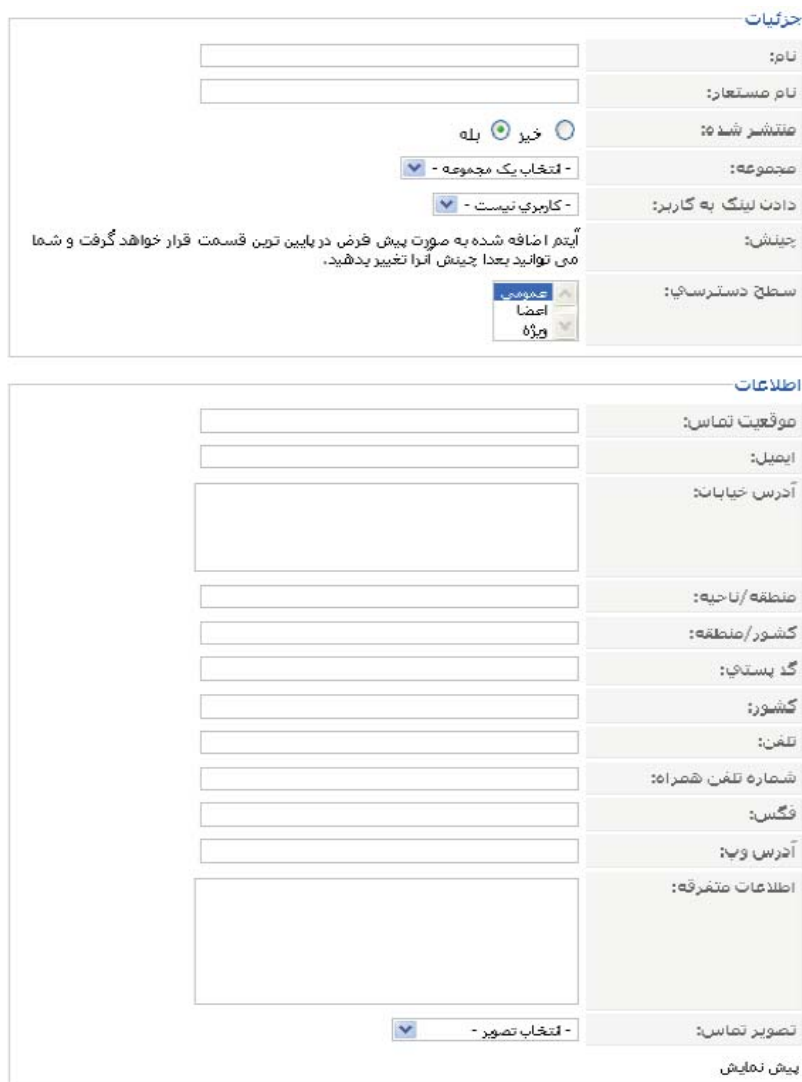 جزئیات
نام:
نام مستعار:
منتشر شده: خیر بله
مجموعه: - انتخاب یک مجموعه -
دادن لینک به کاربر: - کاربری نیست -
چینش: آیتم اضافه شده به صورت پیش فرض در پایین ترین قسمت قرار خواهد گرفت و شما
می توانید بعدا چینش آنرا تغییر بدهید.
سطح دسترسی: عمومی
اعضا
ویژه
اطلاعات
موقعیت تماس:
ایمیل:
آدرس خیابان:
منطقه/ناحیه:
کشور/منطقه:
کد پستی:
کشور:
تلفن:
شماره تلفن همراه:
فکس:
آدرس وب:
اطلاعات متفرقه:
تصویر تماس: - انتخاب تصویر -
پیش نمایش